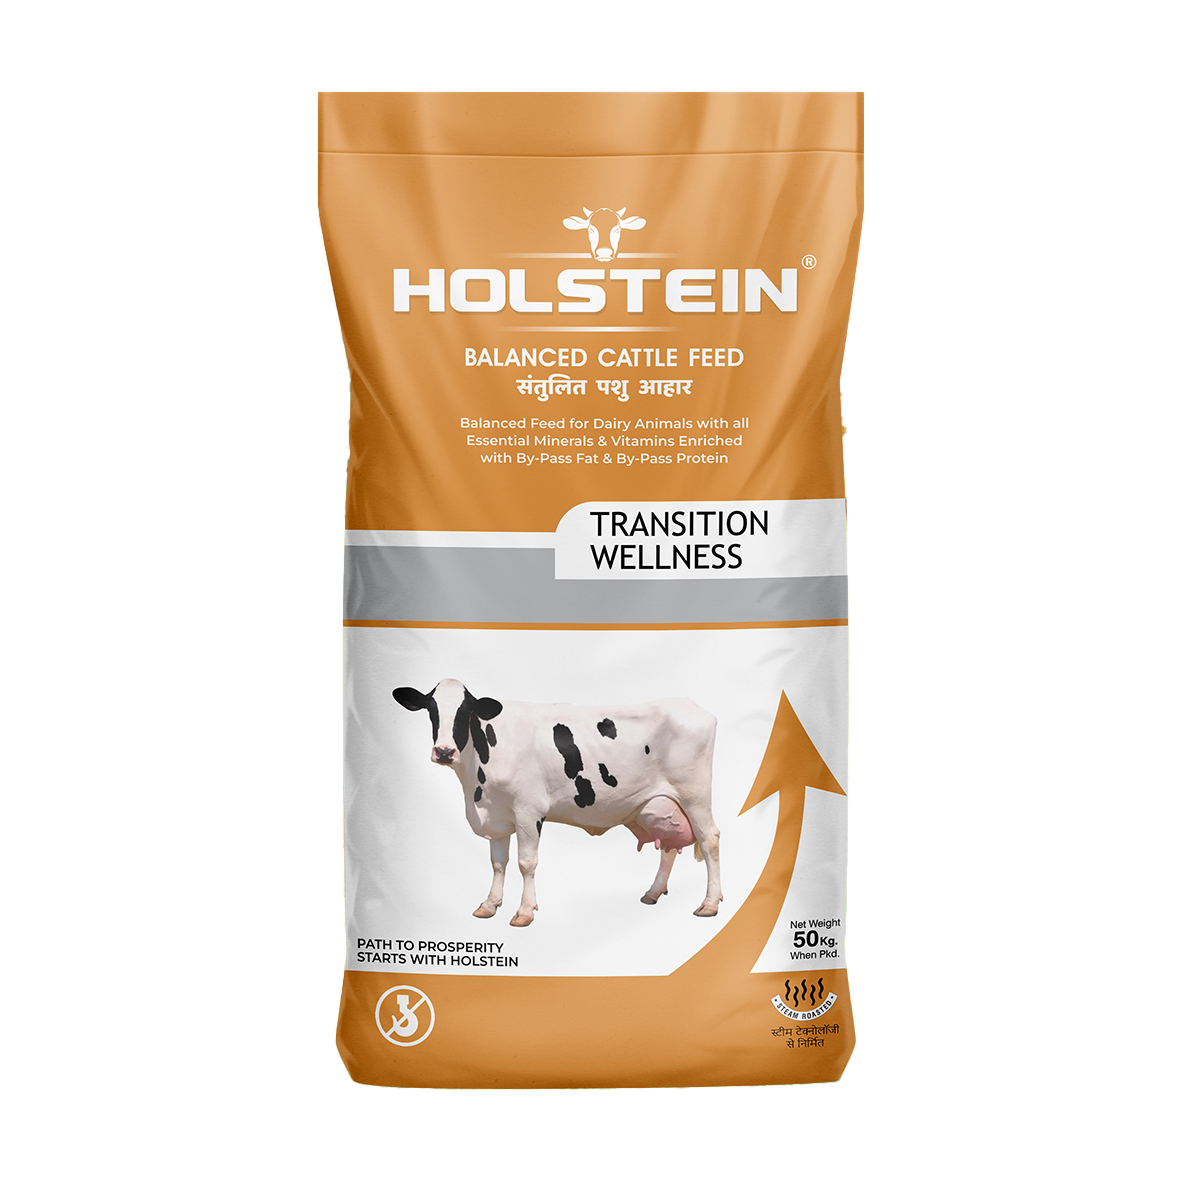 HOLSTEIN®
BALANCED CATTLE FEED
संतुलित पशु आहार
Balanced Feed for Dairy Animals with all
Essential Minerals & Vitamins Enriched
with By-Pass Fat & By-Pass Protein
TRANSITION
WELLNESS
PATH TO PROSPERITY
STARTS WITH HOLSTEIN
Net Weight
50Kg.
When Pkd.
• STEAM ROASTED •
स्टीम टेक्नोलॉजी
से निर्मित